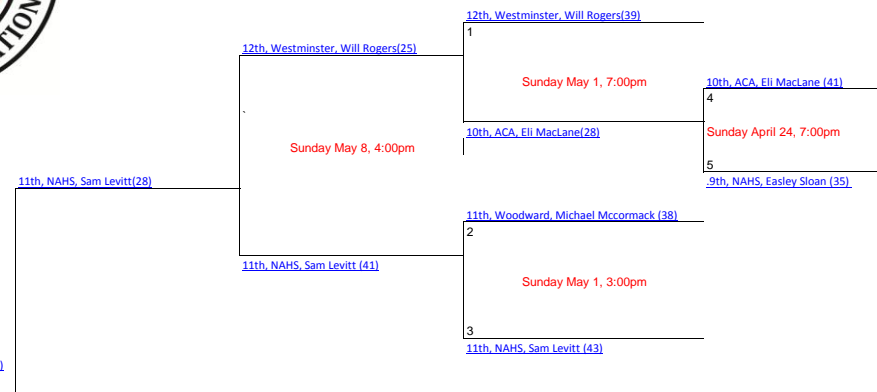 TION
12th, Westminster, Will Rogers(39)
1
12th, Westminster, Will Rogers(25)
Sunday May 1, 7:00pm
10th, ACA, Eli MacLane (41)
4
`
10th, ACA, Eli MacLane(28)
Sunday April 24, 7:00pm
Sunday May 8, 4:00pm
5
11th, NAHS, Sam Levitt(28)
.9th, NAHS, Easley Sloan (35)
11th, Woodward, Michael Mccormack (38)
2
11th, NAHS, Sam Levitt (41)
Sunday May 1, 3:00pm
3
11th, NAHS, Sam Levitt (43)
)